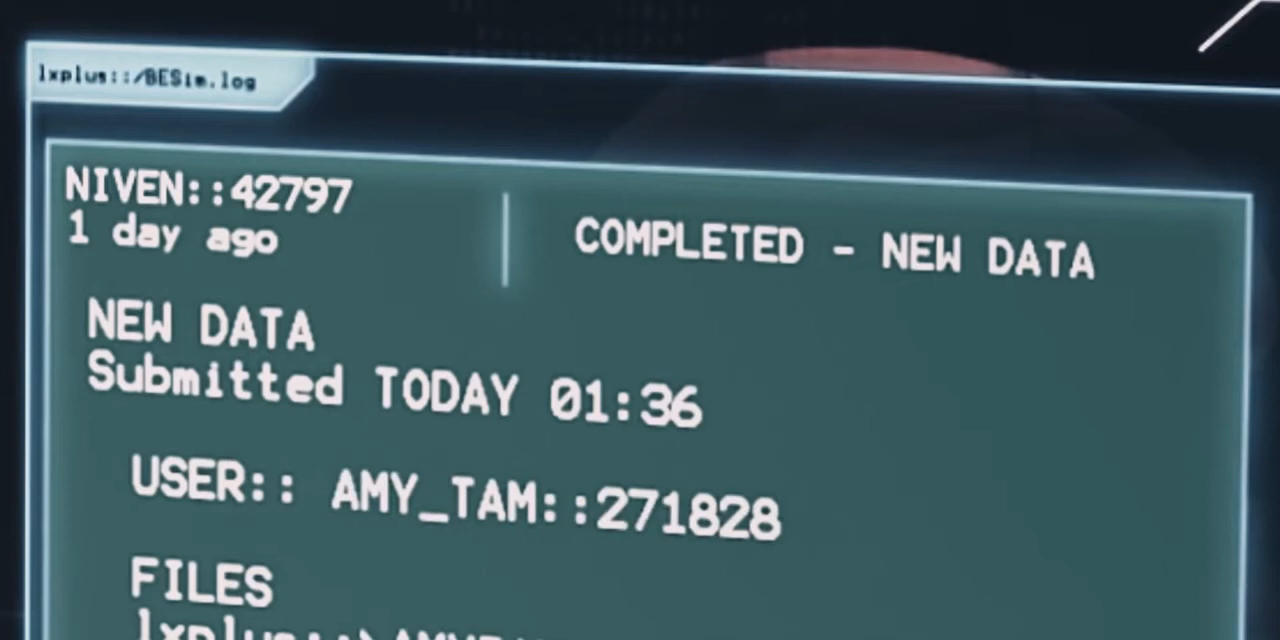 lxplus::/BESim.log
NIVEN::42797
1 day ago
COMPLETED - NEW DATA
NEW DATA
Submitted TODAY 01:36
USER:: AMY_TAM::271828
FILES